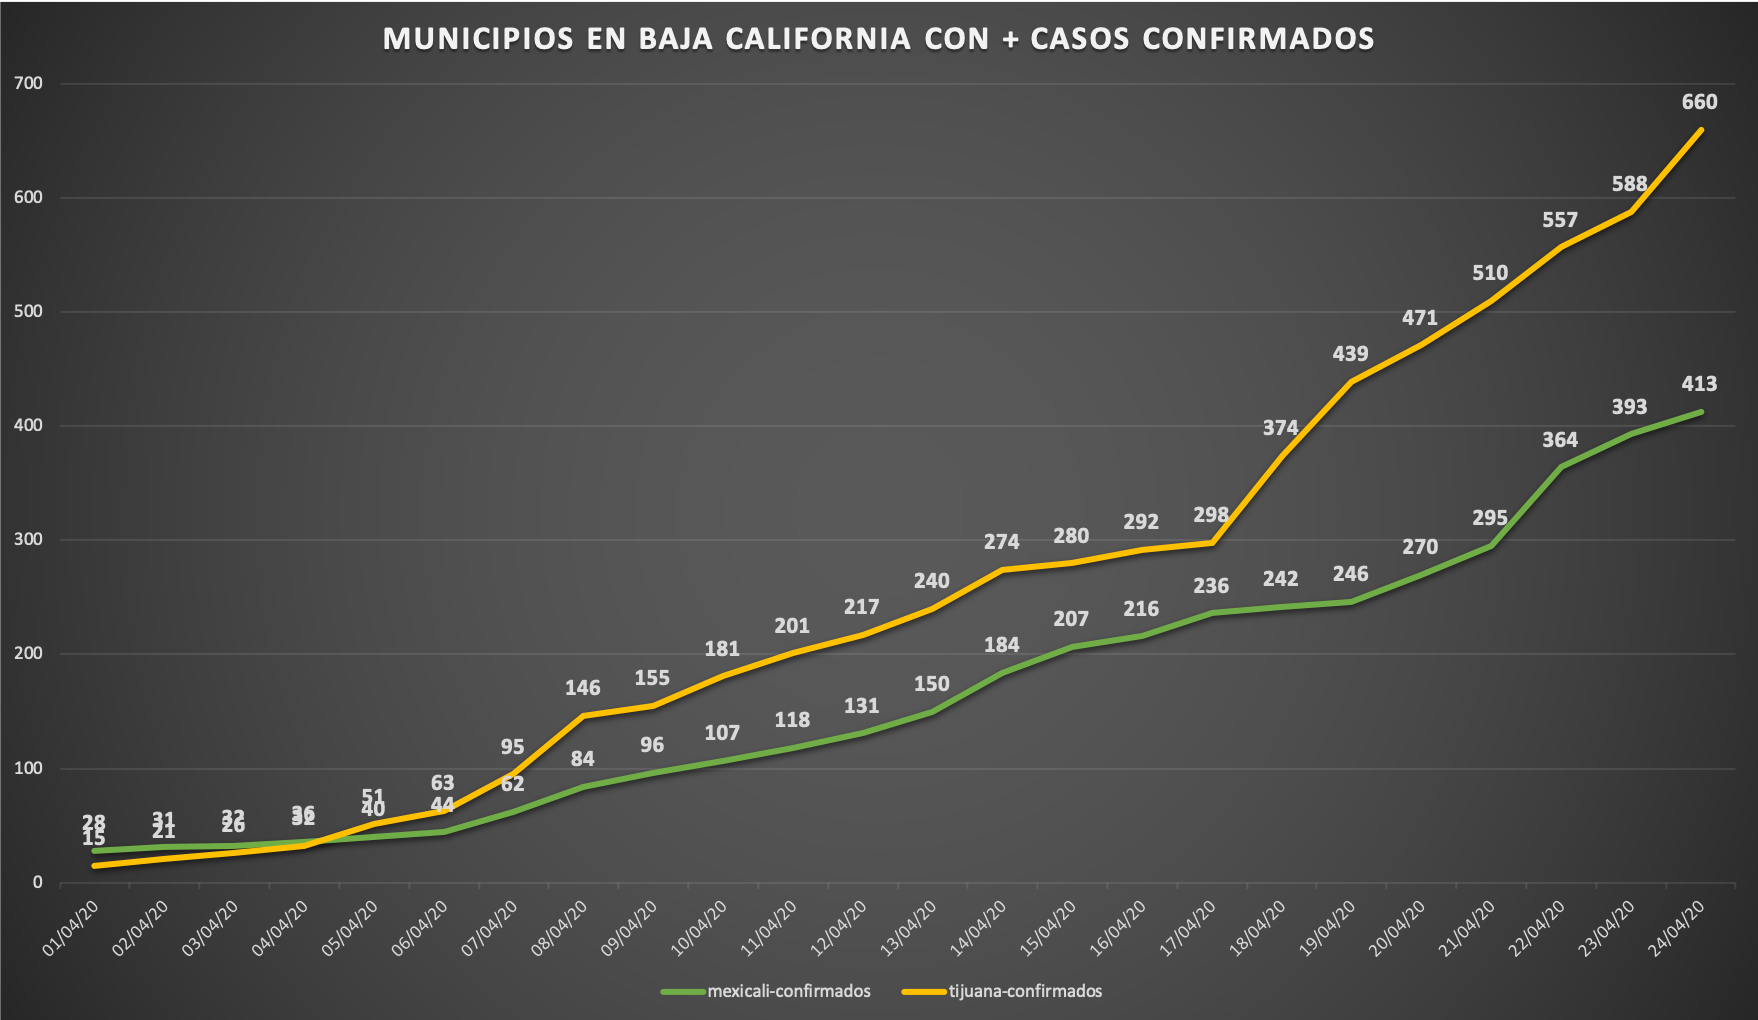 MUNICIPIOS EN BAJA CALIFORNIA CON + CASOS CONFIRMADOS
700
600
500
400
300
200
100
0
28 31 32 36 40 44 62 84 96 107 118 131 150 184 207 216 236 242 246 270 295 364 393 413
15 21 26 32 51 63 95 146 155 181 201 217 240 274 280 292 298 374 439 471 510 557 588 660
01/04/20 02/04/20 03/04/20 04/04/20 05/04/20 06/04/20 07/04/20 08/04/20 09/04/20 10/04/20 11/04/20 12/04/20 13/04/20 14/04/20 15/04/20 16/04/20 17/04/20 18/04/20 19/04/20 20/04/20 21/04/20 22/04/20 23/04/20 24/04/20
mexicali-confirmados tijuana-confirmados